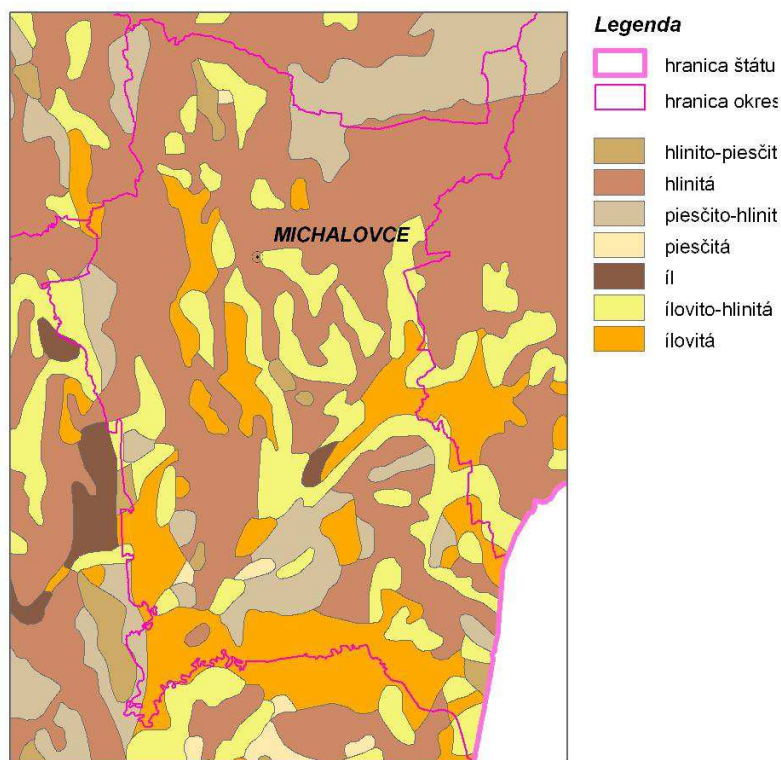 MICHALOVCE
Legenda
hranica štátu
hranica okres
hlinito-piesčit
hlinitá
piesčito-hlinit
piesčitá
íl
ílovito-hlinitá
ílovitá